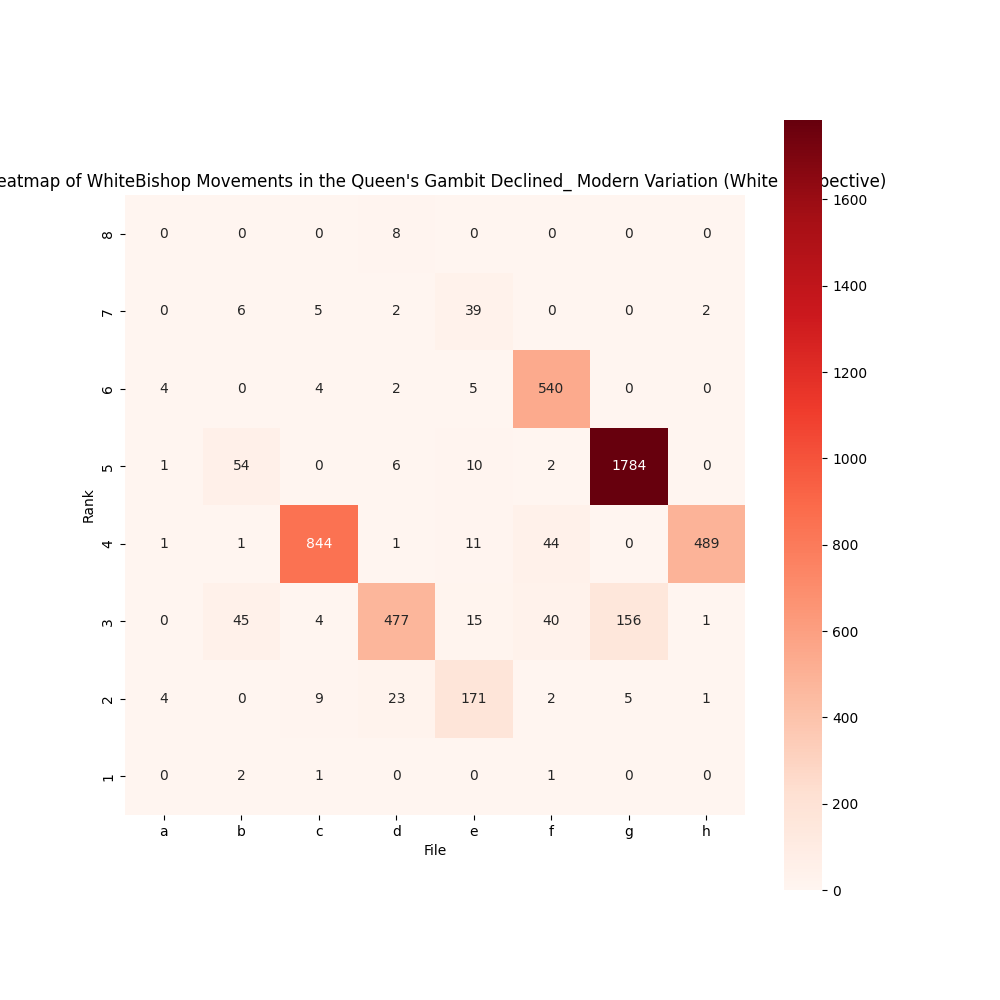 eatmap of WhiteBishop Movements in the Queen's Gambit Declined_ Modern Variation (White pective)
8 0 0 0 8 0 0 0 0
7 0 6 5 2 39 0 0 2
6 4 0 4 2 5 540 0 0
5 1 54 0 6 10 2 1784 0
4 1 1 844 1 11 44 0 489
3 0 45 4 477 15 40 156 1
2 4 0 9 23 171 2 5 1
1 0 2 1 0 0 1 0 0
a b c d e f g h
Rank
File
1600
1400
1200
1000
800
600
400
200
0